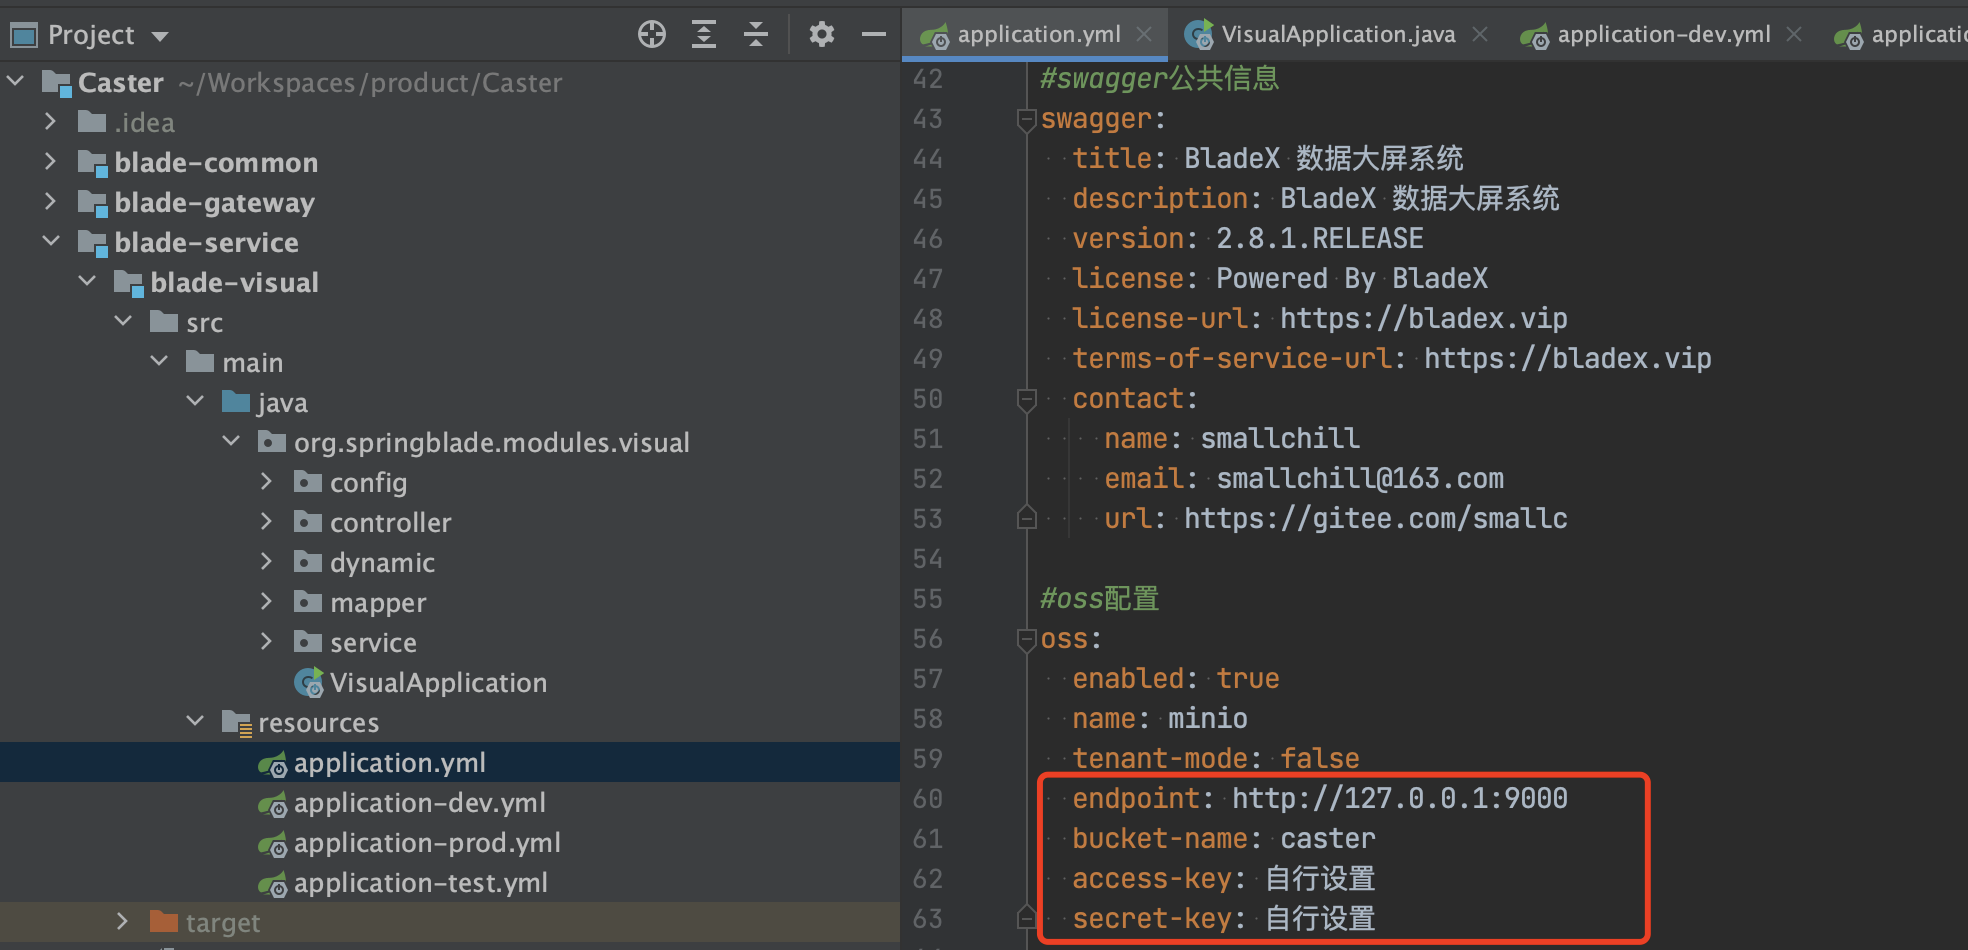 Project
Caster ~/Workspaces/product/Caster
.idea
blade-common
blade-gateway
blade-service
blade-visual
src
main
java
org.springblade.modules.visual
config
controller
dynamic
mapper
service
VisualApplication
resources
application.yml
application-dev.yml
application-prod.yml
application-test.yml
target
application.yml
VisualApplication.java
application-dev.yml
applicatio
42 #swagger公共信息
43 swagger:
44 title: BladeX 数据大屏系统
45 description: BladeX 数据大屏系统
46 version: 2.8.1.RELEASE
47 license: Powered By BladeX
48 license-url: https://bladex.vip
49 terms-of-service-url: https://bladex.vip
50 contact:
51 name: smallchill
52 email: smallchill@163.com
53 url: https://gitee.com/smallc
54
55 #oss配置
56 oss:
57 enabled: true
58 name: minio
59 tenant-mode: false
60 endpoint: http://127.0.0.1:9000
61 bucket-name: caster
62 access-key: 自行设置
63 secret-key: 自行设置